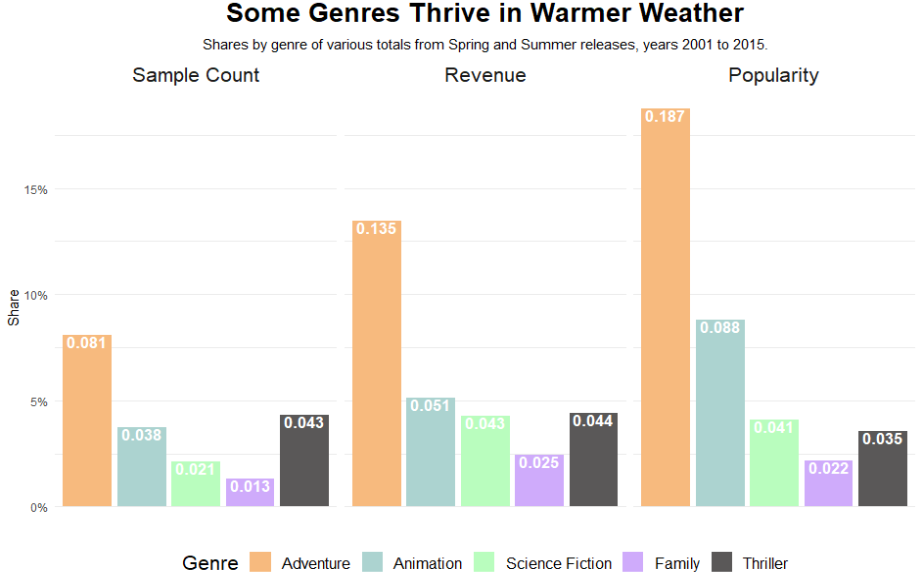 Some Genres Thrive in Warmer Weather
Shares by genre of various totals from Spring and Summer releases, years 2001 to 2015.
Sample Count Revenue Popularity
Share
15%
10%
5%
0%
0.081 0.038 0.021 0.013 0.043
0.135 0.051 0.043 0.025 0.044
0.187 0.088 0.041 0.022 0.035
Genre Adventure Animation Science Fiction Family Thriller